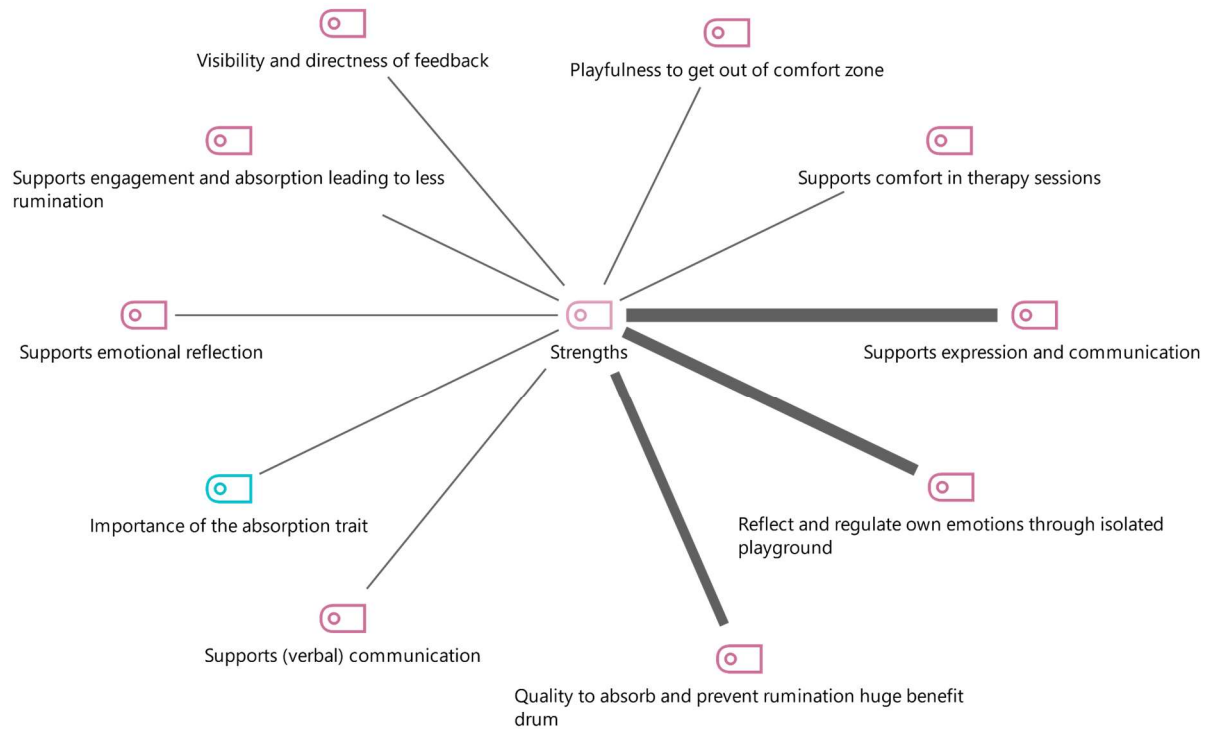 Visibility and directness of feedback
Playfulness to get out of comfort zone
Supports engagement and absorption leading to less
rumination
Supports comfort in therapy sessions
Supports emotional reflection
Strengths
Supports expression and communication
Importance of the absorption trait
Reflect and regulate own emotions through isolated
playground
Supports (verbal) communication
Quality to absorb and prevent rumination huge benefit
drum